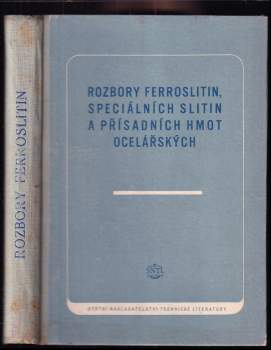 ROZBORY FERROSLITIN
ROZBORY FERROSLITIN,
SPECIÁLNÍCH SLITIN
A PŘÍSADNÍCH HMOT
OCELÁŘSKÝCH
SNTL
STÁTNÍ NAKLADATELSTVÍ TECHNICKÉ LITERATURY